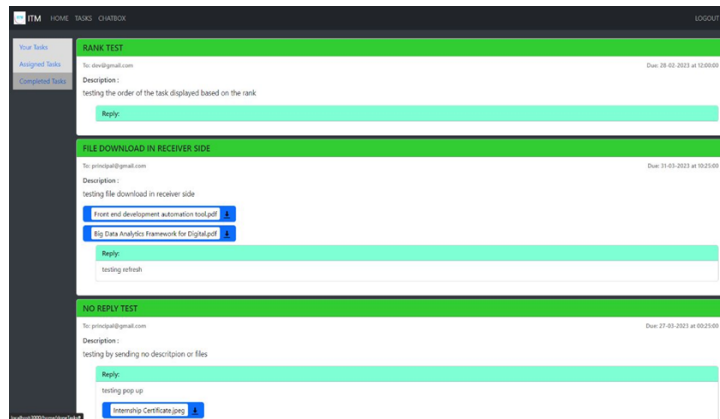 ITM HOME TASKS CHATBOX LOGOUT
Your Tasks
Assigned Tasks
Completed Tasks
RANK TEST
To: dev@gmail.com Due: 28-02-2023 at 12:00:00
Description :
testing the order of the task displayed based on the rank
Reply:
FILE DOWNLOAD IN RECEIVER SIDE
To: principal@gmail.com Due: 31-03-2023 at 10:25:00
Description :
testing file download in receiver side
Front end development automation tool.pdf
Big Data Analytics Framework for Digital.pdf
Reply:
testing refresh
NO REPLY TEST
To: principal@gmail.com Due: 27-03-2023 at 00:25:00
Description :
testing by sending no descritpion or files
Reply:
testing pop up
Internship Certificate.jpeg